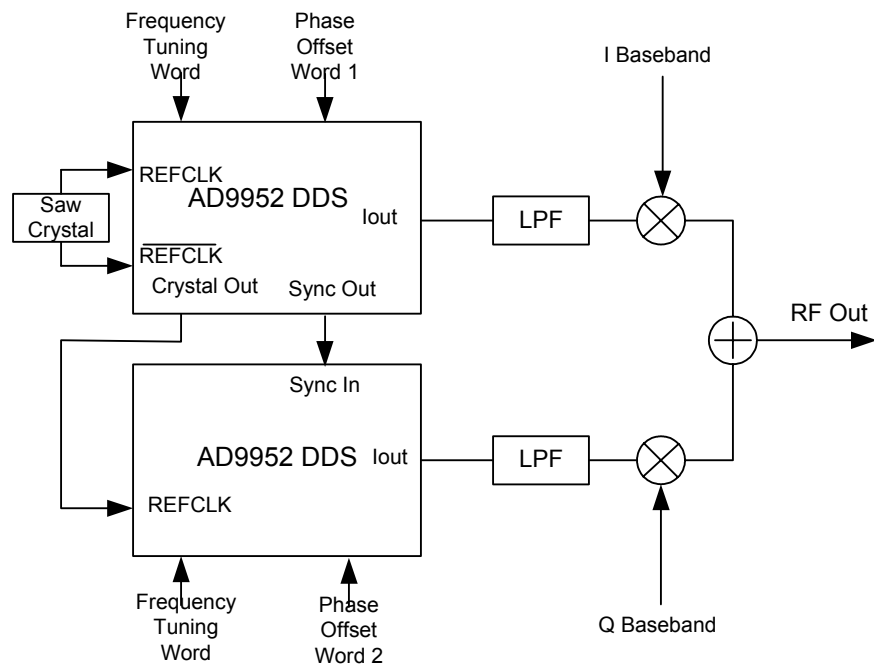 Frequency
Tuning
Word
Phase
Offset
Word 1
I Baseband
REFCLK
AD9952 DDS
Iout
LPF
Saw
Crystal
REFCLK
Crystal Out
Sync Out
RF Out
Sync In
AD9952 DDS
Iout
LPF
REFCLK
Frequency
Tuning
Word
Phase
Offset
Word 2
Q Baseband